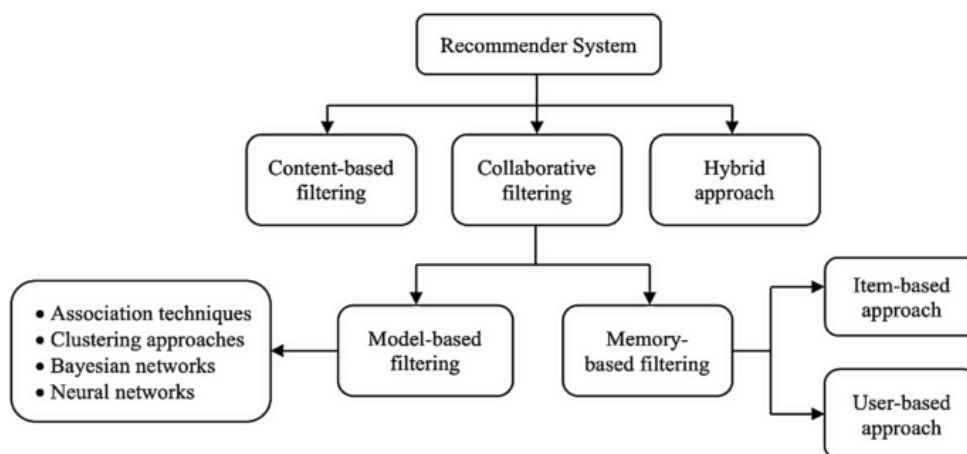 Recommender System
Content-based
filtering
Collaborative
filtering
Hybrid
approach
• Association techniques
• Clustering approaches
• Bayesian networks
• Neural networks
Model-based
filtering
Memory-
based filtering
Item-based
approach
User-based
approach